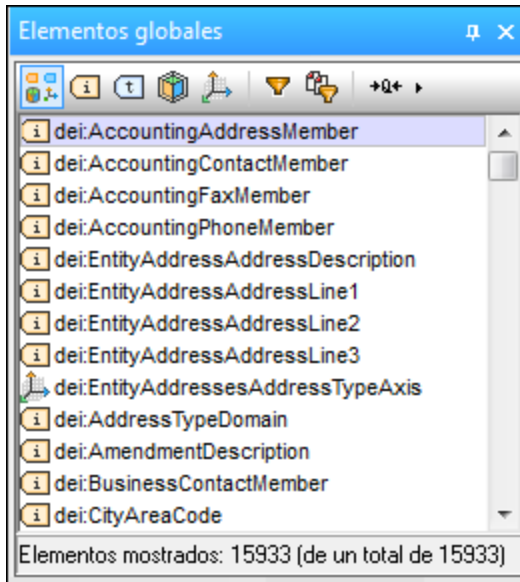 Elementos globales
dei:AccountingAddressMember
dei:AccountingContactMember
dei:AccountingFaxMember
dei:AccountingPhoneMember
dei:EntityAddressAddressDescription
dei:EntityAddressAddressLine1
dei:EntityAddressAddressLine2
dei:EntityAddressAddressLine3
dei:EntityAddressesAddressTypeAxis
dei:AddressTypeDomain
dei:AmendmentDescription
dei:BusinessContactMember
dei:CityAreaCode
Elementos mostrados: 15933 (de un total de 15933)